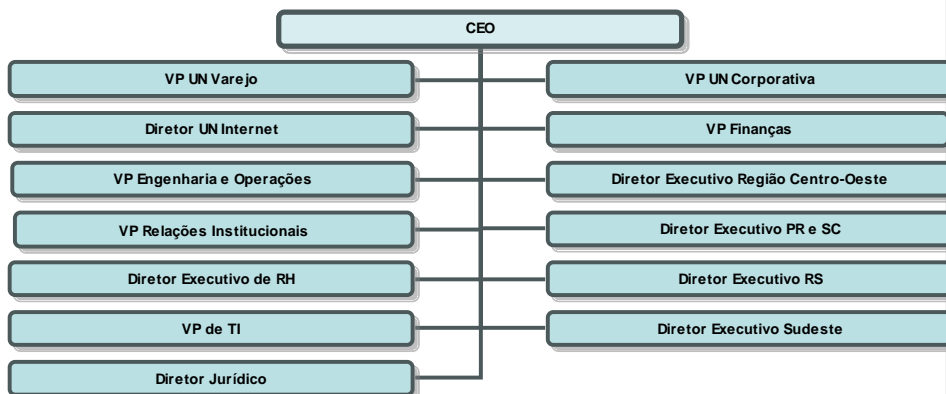 CEO
VP UN Varejo
VP UN Corporativa
Diretor UN Internet
VP Finanças
VP Engenharia e Operações
Diretor Executivo Região Centro-Oeste
VP Relações Institucionais
Diretor Executivo PR e SC
Diretor Executivo de RH
Diretor Executivo RS
VP de TI
Diretor Executivo Sudeste
Diretor Jurídico